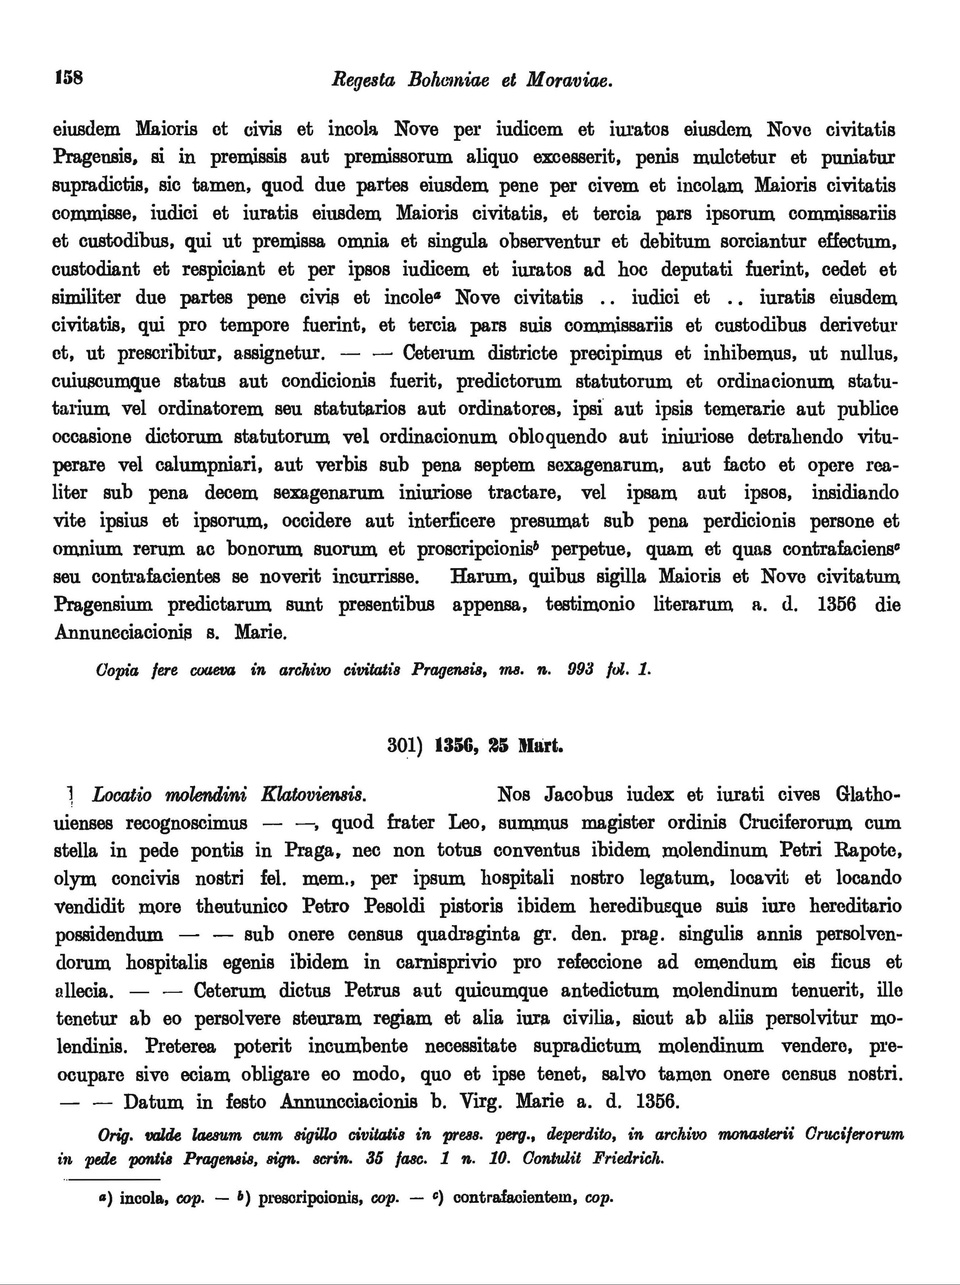 158
Regesta Bohemiae et Moraviae.
eiusdem Maioris et civis et incola Nove per iudicem et iuratos eiusdem Nove civitatis
Pragensis, si in premissis aut premissorum aliquo excesserit, penis mulctetur et puniatur
supradictis, sic tamen, quod due partes eiusdem pene per civem et incolam Maioris civitatis
commisse, iudici et iuratis eiusdem Maioris civitatis, et tercia pars ipsorum commissariis
et custodibus, qui ut premissa omnia et singula observentur et debitum sorciantur effectum,
custodiant et respiciant et per ipsos iudicem et iuratos ad hoc deputati fuerint, cedet et
similiter due partes pene civis et incoleᵃ Nove civitatis .. iudici et .. iuratis eiusdem
civitatis, qui pro tempore fuerint, et tercia pars suis commissariis et custodibus derivetur
et, ut prescribitur, assignetur. — — Ceterum districte precipimus et inhibemus, ut nullus,
cuiuscumque status aut condicionis fuerit, predictorum statutorum et ordinacionum statu-
tarium vel ordinatorem seu statutarios aut ordinatores, ipsi aut ipsis temerarie aut publice
occasione dictorum statutorum vel ordinacionum obloquendo aut iniuriose detrahendo vitu-
perare vel calumpniari, aut verbis sub pena septem sexagenarum, aut facto et opere rea-
liter sub pena decem sexagenarum iniuriose tractare, vel ipsam aut ipsos, insidiando
vite ipsius et ipsorum, occidere aut interficere presumat sub pena perdicionis persone et
omnium rerum ac bonorum suorum et proscripcionisᵇ perpetue, quam et quas contrafaciensᶜ
seu contrafacientes se noverit incurrisse. Harum, quibus sigilla Maioris et Nove civitatum
Pragensium predictarum sunt presentibus appensa, testimonio literarum a. d. 1356 die
Annuncciacionis s. Marie.
Copia fere coaeva in archivo civitatis Pragensis, ms. n. 993 fol. 1.
301) 1356, 25 Mart.
Locatio molendini Klatoviensis. Nos Jacobus iudex et iurati cives Glatho-
uienses recognoscimus — —, quod frater Leo, summus magister ordinis Cruciferorum cum
stella in pede pontis in Praga, nec non totus conventus ibidem molendinum Petri Rapote,
olym concivis nostri fel. mem., per ipsum hospitali nostro legatum, locavit et locando
vendidit more theutunico Petro Pesoldi pistoris ibidem heredibusque suis iure hereditario
possidendum — — sub onere census quadraginta gr. den. prag. singulis annis persolven-
dorum hospitalis egenis ibidem in carnisprivio pro refeccione ad emendum eis ficus et
allecia. — — Ceterum dictus Petrus aut quicumque antedictum molendinum tenuerit, ille
tenetur ab eo persolvere steuram regiam et alia iura civilia, sicut ab aliis persolvitur mo-
lendinis. Preterea poterit incumbente necessitate supradictum molendinum vendere, pre-
ocupare sive eciam obligare eo modo, quo et ipse tenet, salvo tamen onere census nostri.
— — Datum in festo Annuncciacionis b. Virg. Marie a. d. 1356.
Orig. valde laesum cum sigillo civitatis in press. perg., deperdito, in archivo monasterii Cruciferorum
in pede pontis Pragensis, sign. scrin. 35 fasc. 1 n. 10. Contulit Friedrich.
ᵃ) incola, cop. — ᵇ) prescripcionis, cop. — ᶜ) contrafacientem, cop.